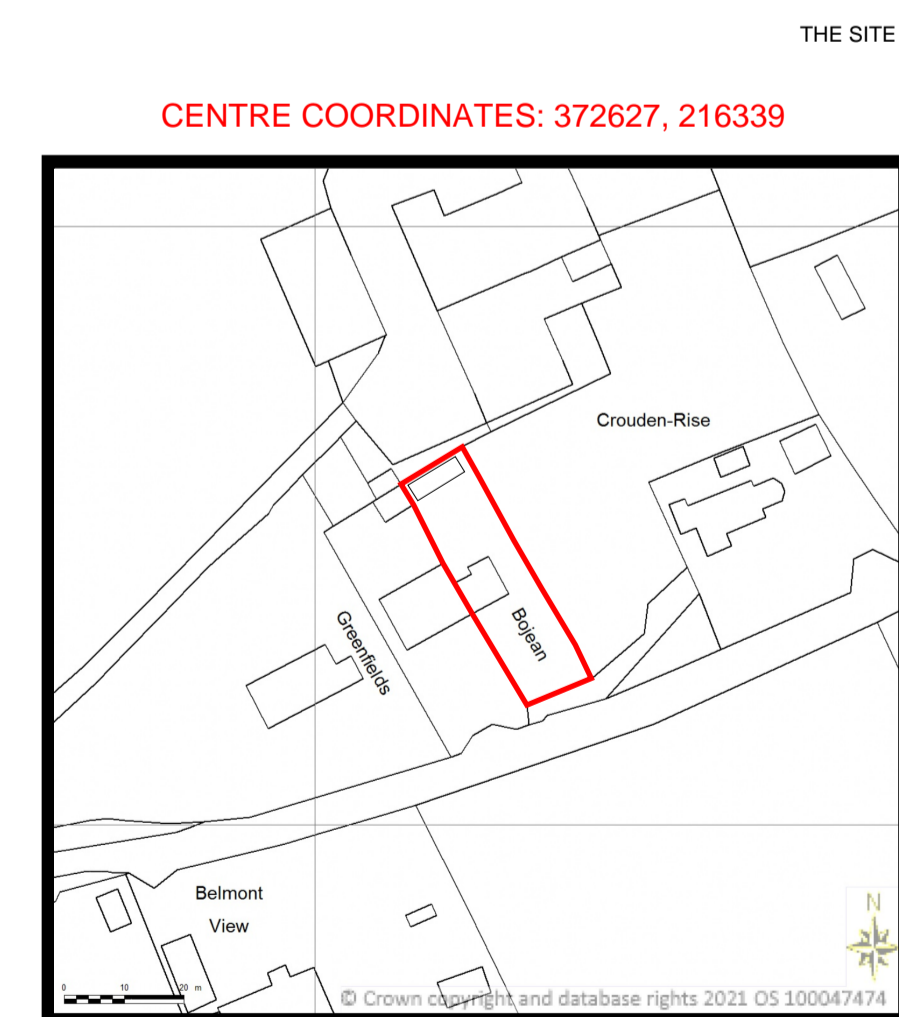 THE SITE
CENTRE COORDINATES: 372627, 216339
Crouden-Rise
Greenfields
Bojean
Belmont
View
N
0 10 20 m
© Crown copyright and database rights 2021 OS 100047474